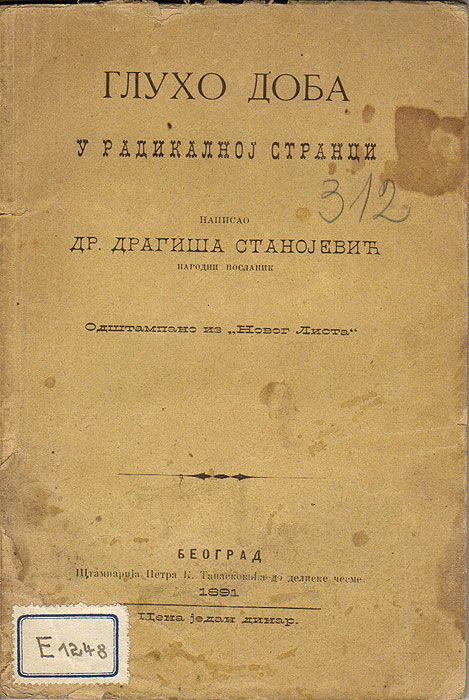 ГЛУХО ДОБА
У РАДИКАЛНОЈ СТРАНЦИ
312
НАПИСАО
ДР. ДРАГИША СТАНОЈЕВИЋ
НАРОДНИ ПОСЛАНИК
Одштампано из „Новог Листа“
БЕОГРАД
Штампарија Петра К. Танасковића до делиске чесме
1891
Цена један динар.
E 1248